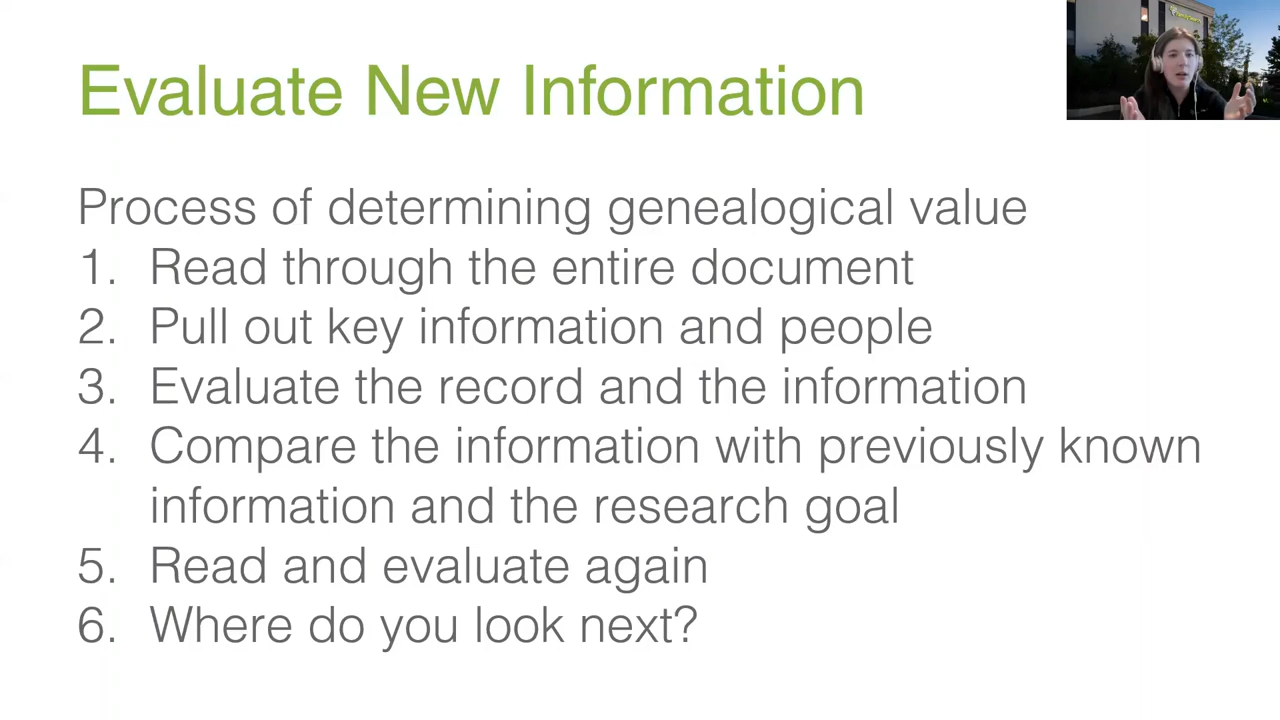 Evaluate New Information
Process of determining genealogical value
1. Read through the entire document
2. Pull out key information and people
3. Evaluate the record and the information
4. Compare the information with previously known
information and the research goal
5. Read and evaluate again
6. Where do you look next?